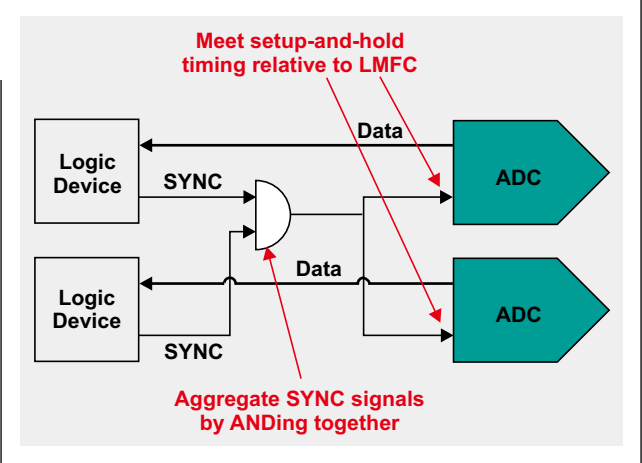 Meet setup-and-hold
timing relative to LMFC
Data
Logic
Device
ADC
SYNC
Data
Logic
Device
ADC
SYNC
Aggregate SYNC signals
by ANDing together